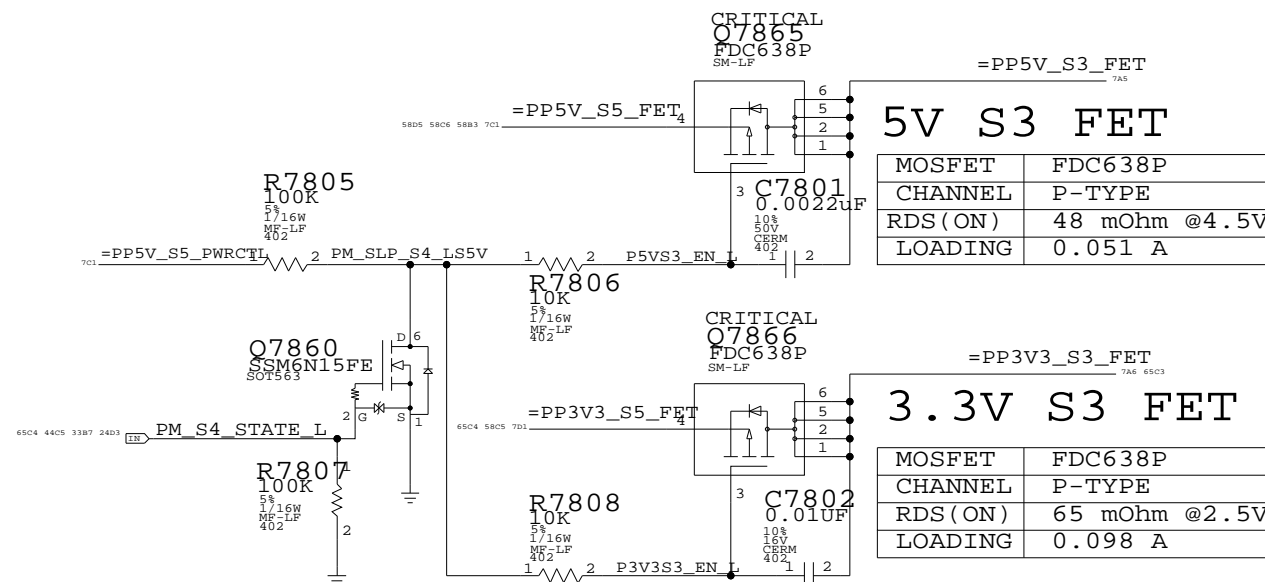 CRITICAL
Q7865
FDC638P
SM-LF
=PP5V_S3_FET
7A5
6
5
2
1
=PP5V_S5_FET
4
58D5 58C6 58B3 7C1
3
5V S3 FET
MOSFET FDC638P
CHANNEL P-TYPE
RDS(ON) 48 mOhm @4.5V
LOADING 0.051 A
R7805
100K
5%
1/16W
MF-LF
402
C7801
0.0022uF
10%
50V
CERM
402
7C1 =PP5V_S5_PWRCTL 1 2 PM_SLP_S4_LS5V 1 2 P5VS3_EN_L 1 2
R7806
10K
5%
1/16W
MF-LF
402
CRITICAL
Q7866
FDC638P
SM-LF
Q7860
SSM6N15FE
SOT563
D 6
2 G S 1
=PP3V3_S3_FET
7A6 65C3
6
5
2
1
=PP3V3_S5_FET
4
65C4 58C5 7D1
3
3.3V S3 FET
MOSFET FDC638P
CHANNEL P-TYPE
RDS(ON) 65 mOhm @2.5V
LOADING 0.098 A
65C4 44C5 33B7 24D3 IN PM_S4_STATE_L
R7807
100K
5%
1/16W
MF-LF
402
1
2
R7808
10K
5%
1/16W
MF-LF
402
C7802
0.01UF
10%
16V
CERM
402
1 2 P3V3S3_EN_L 1 2